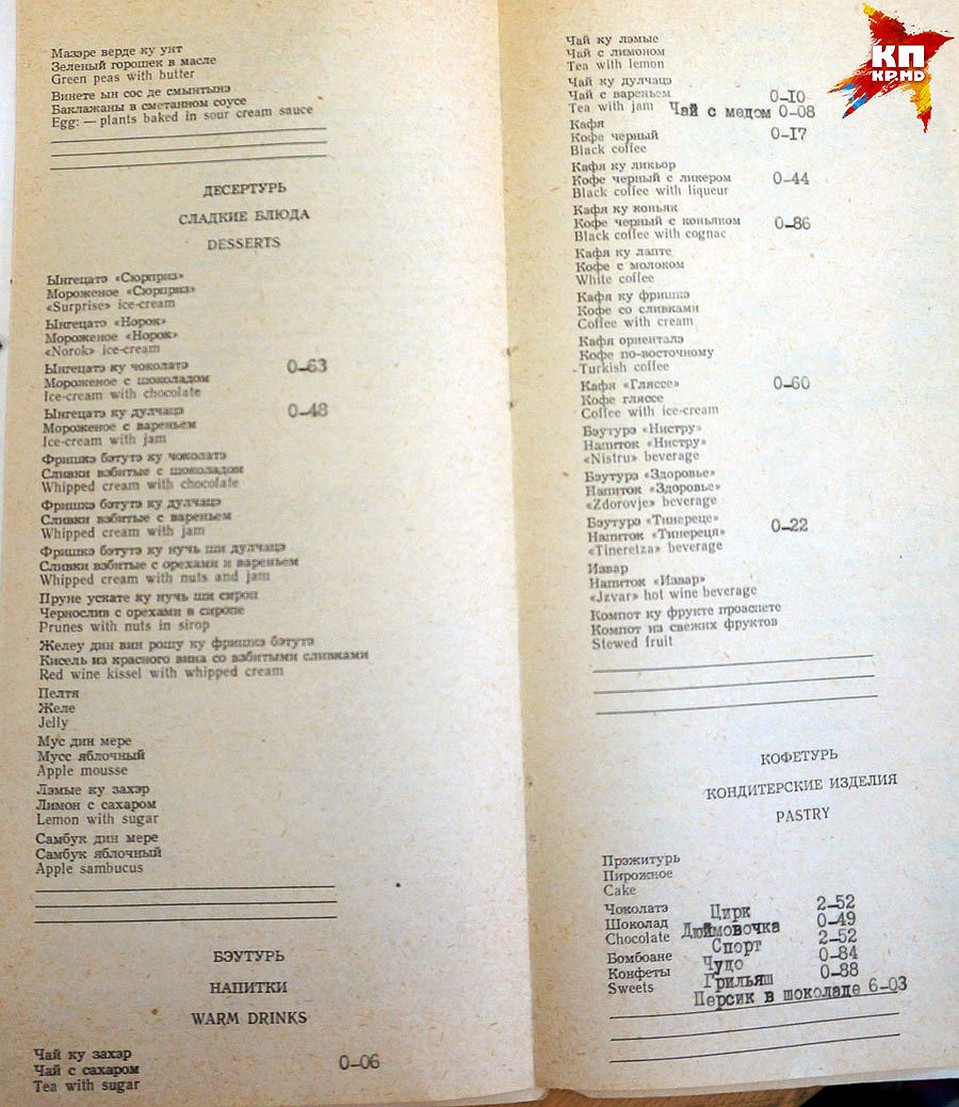 Мазэре верде ку унт
Зеленый горошек в масле
Green peas with butter
Винете ын сос де смынтынэ
Баклажаны в сметанном соусе
Egg: — plants baked in sour cream sauce
ДЕСЕРТУРЬ
СЛАДКИЕ БЛЮДА
DESSERTS
Ынгецатэ «Сюрприз»
Мороженое «Сюрприз»
«Surprise» ice-cream
Ынгецатэ «Норок»
Мороженое «Норок»
«Norok» ice-cream
Ынгецатэ ку чоколатэ 0-63
Мороженое с шоколадом
Ice-cream with chocolate
Ынгецатэ ку дулчацэ 0-48
Мороженое с вареньем
Ice-cream with jam
Фришкэ бэтутэ ку чоколатэ
Сливки взбитые с шоколадом
Whipped cream with chocolate
Фришкэ бэтутэ ку дулчацэ
Сливки взбитые с вареньем
Whipped cream with jam
Фришкэ бэтутэ ку нучь ши дулчацэ
Сливки взбитые с орехами и вареньем
Whipped cream with nuts and jam
Пруне ускате ку нучь ши сироп
Чернослив с орехами в сиропе
Prunes with nuts in sirop
Желеу дин вин рошу ку фришкэ бэтутэ
Кисель из красного вина со взбитыми сливками
Red wine kissel with whipped cream
Пелтя
Желе
Jelly
Мус дин мере
Мусс яблочный
Apple mousse
Лэмые ку захэр
Лимон с сахаром
Lemon with sugar
Самбук дин мере
Самбук яблочный
Apple sambucus
БЭУТУРЬ
НАПИТКИ
WARM DRINKS
Чай ку захэр
Чай с сахаром 0-06
Tea with sugar
Чай ку лэмые
Чай с лимоном
Tea with lemon
Чай ку дулчацэ
Чай с вареньем 0-10
Tea with jam Чай с медом 0-08
Кафя
Кофе черный 0-17
Black coffee
Кафя ку ликьор
Кофе черный с ликером 0-44
Black coffee with liqueur
Кафя ку коньяк
Кофе черный с коньяком 0-86
Black coffee with cognac
Кафя ку лапте
Кофе с молоком
White coffee
Кафя ку фришкэ
Кофе со сливками
Coffee with cream
Кафя ориенталэ
Кофе по-восточному
Turkish coffee
Кафя «Гляссе» 0-60
Кофе гляссе
Coffee with ice-cream
Бэутурэ «Нистру»
Напиток «Нистру»
«Nistru» beverage
Бэутурэ «Здоровье»
Напиток «Здоровье»
«Zdorovje» beverage
Бэутурэ «Тинереце» 0-22
Напиток «Тинереця»
«Tineretza» beverage
Извар
Напиток «Извар»
«Jzvar» hot wine beverage
Компот ку фрукте проаспете
Компот из свежих фруктов
Stewed fruit
КОФЕТУРЬ
КОНДИТЕРСКИЕ ИЗДЕЛИЯ
PASTRY
Прэжитурь
Пирожное
Cake
Чоколатэ Цирк 2-52
Шоколад Дюймовочка 0-49
Chocolate Спорт 2-52
Бомбоане Чудо 0-84
Конфеты Грильяш 0-88
Sweets Персик в шоколаде 6-03
КП
KP.MD